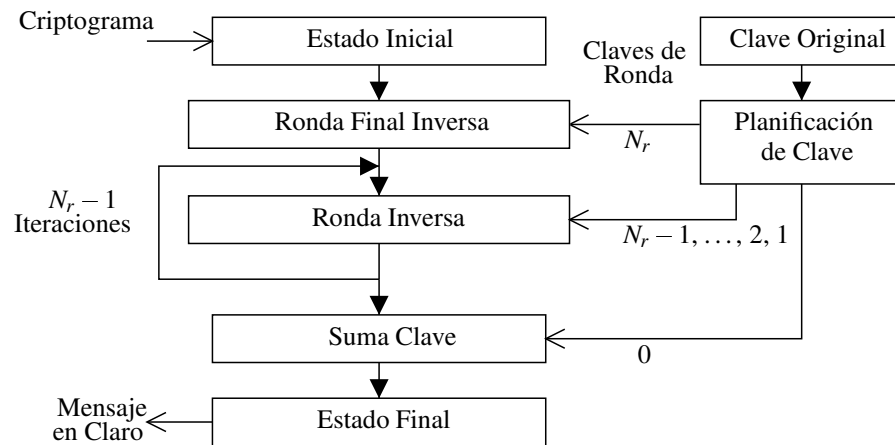 Criptograma
Estado Inicial
Claves de
Ronda
Clave Original
Ronda Final Inversa
N_r
Planificación
de Clave
N_r − 1
Iteraciones
Ronda Inversa
N_r − 1, . . . , 2, 1
Suma Clave
0
Mensaje
en Claro
Estado Final